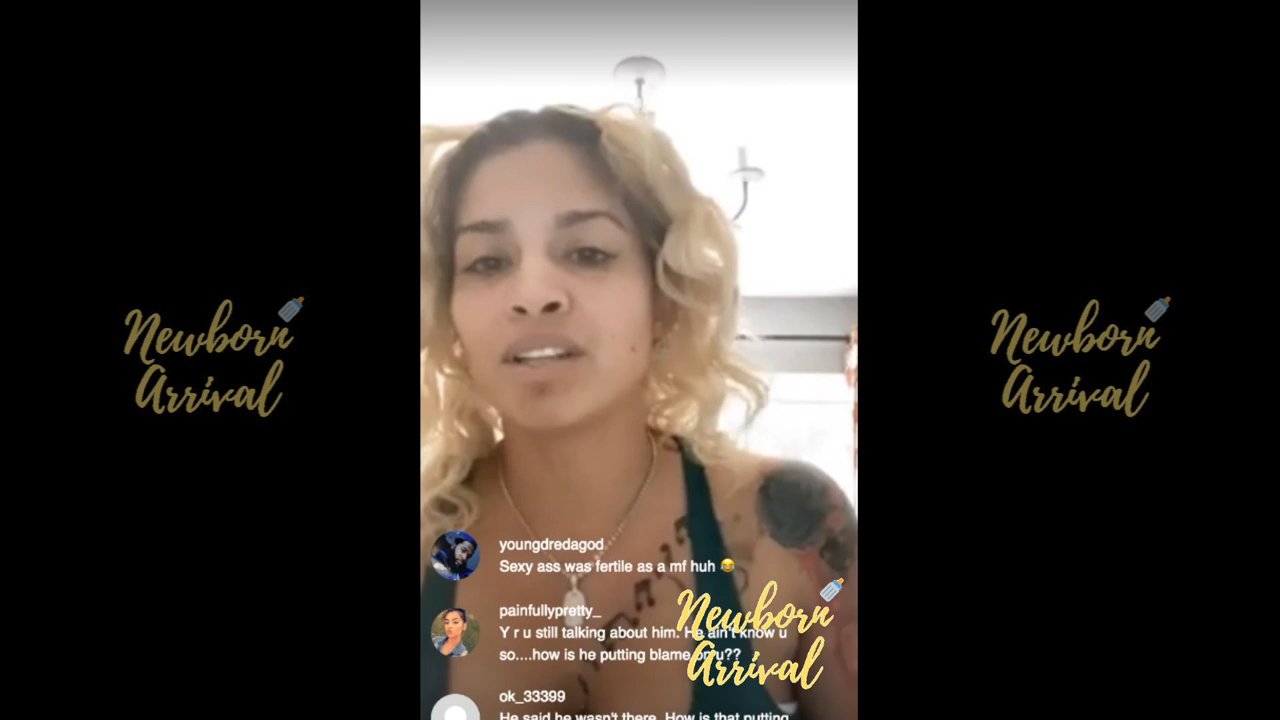 Newborn
Arrival
youngdredagod
Sexy ass was fertile as a mf huh 😂
painfullypretty_
Y r u still talking about him. He ain't know u
so....how is he putting blame on u??
ok_33399
He said he wasn't there. How is that putting
Newborn
Arrival
Newborn
Arrival